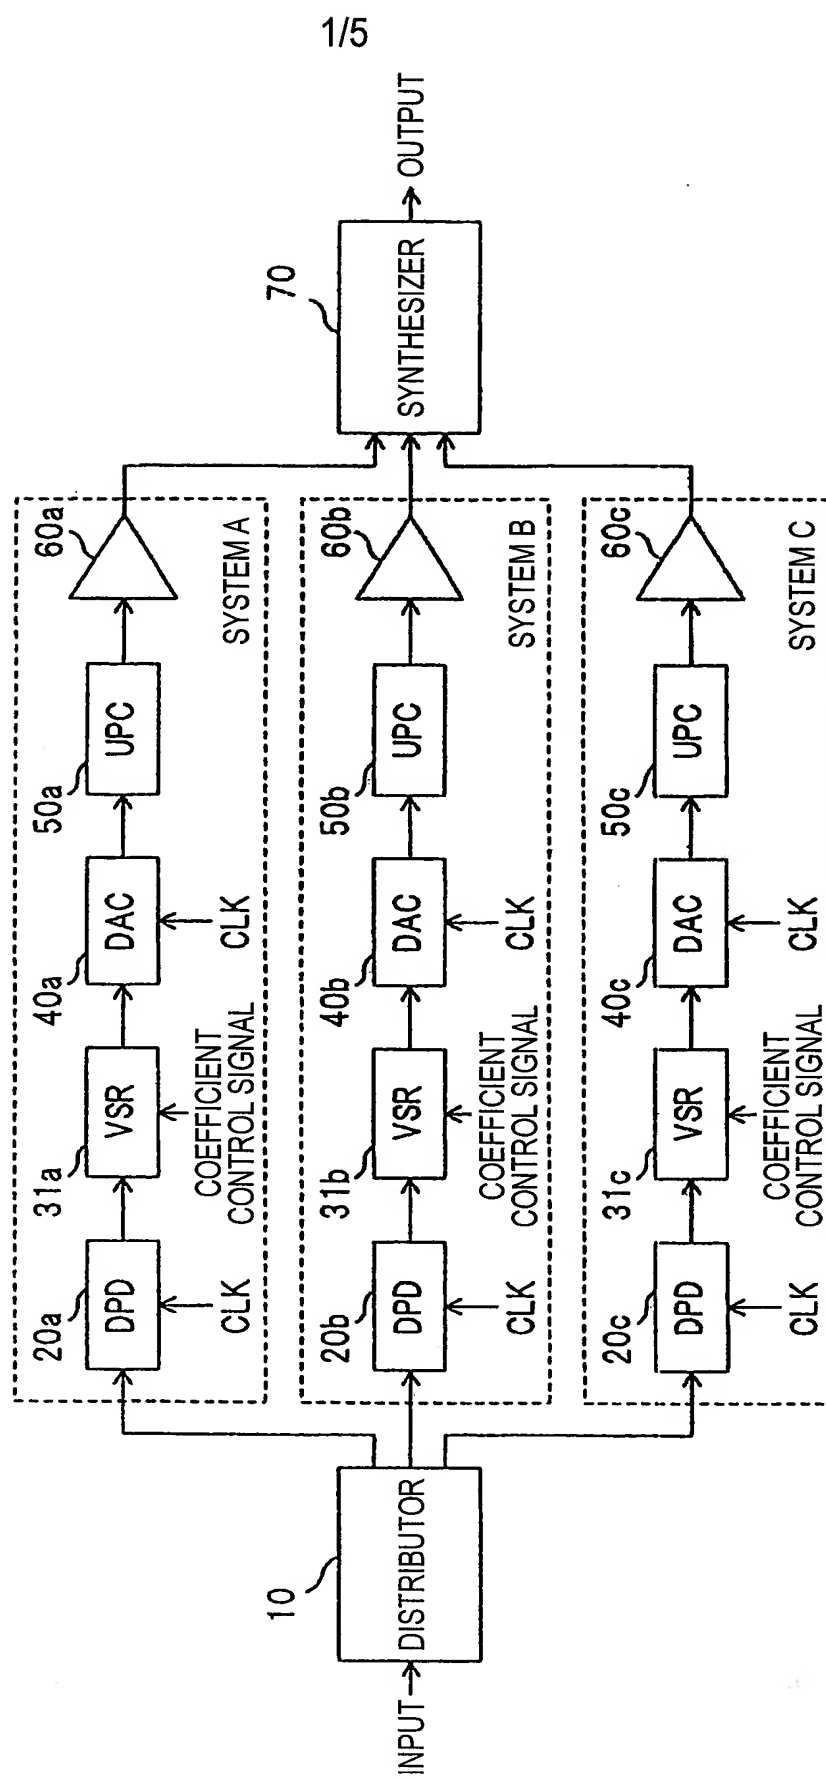 1/5
INPUT
10
DISTRIBUTOR
20a
DPD
CLK
31a
VSR
COEFFICIENT
CONTROL SIGNAL
40a
DAC
CLK
50a
UPC
60a
SYSTEM A
20b
DPD
CLK
31b
VSR
COEFFICIENT
CONTROL SIGNAL
40b
DAC
CLK
50b
UPC
60b
SYSTEM B
20c
DPD
CLK
31c
VSR
COEFFICIENT
CONTROL SIGNAL
40c
DAC
CLK
50c
UPC
60c
SYSTEM C
70
SYNTHESIZER
OUTPUT